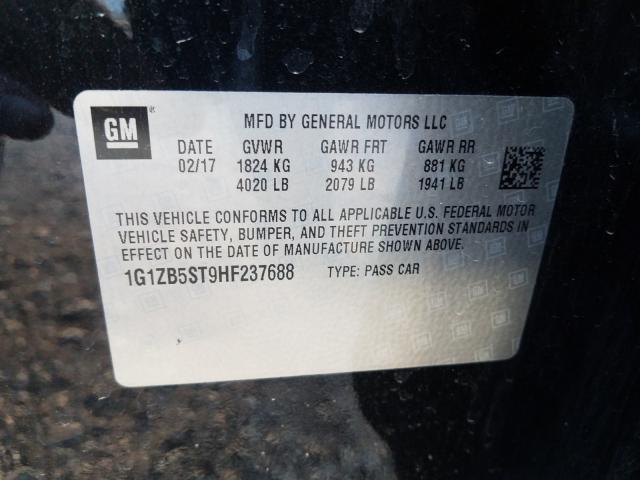 GM
MFD BY GENERAL MOTORS LLC
DATE GVWR GAWR FRT GAWR RR
02/17 1824 KG 943 KG 881 KG
4020 LB 2079 LB 1941 LB
THIS VEHICLE CONFORMS TO ALL APPLICABLE U.S. FEDERAL MOTOR
VEHICLE SAFETY, BUMPER, AND THEFT PREVENTION STANDARDS IN
EFFECT ON THE DATE OF MANUFACTURE SHOWN ABOVE.
1G1ZB5ST9HF237688 TYPE: PASS CAR